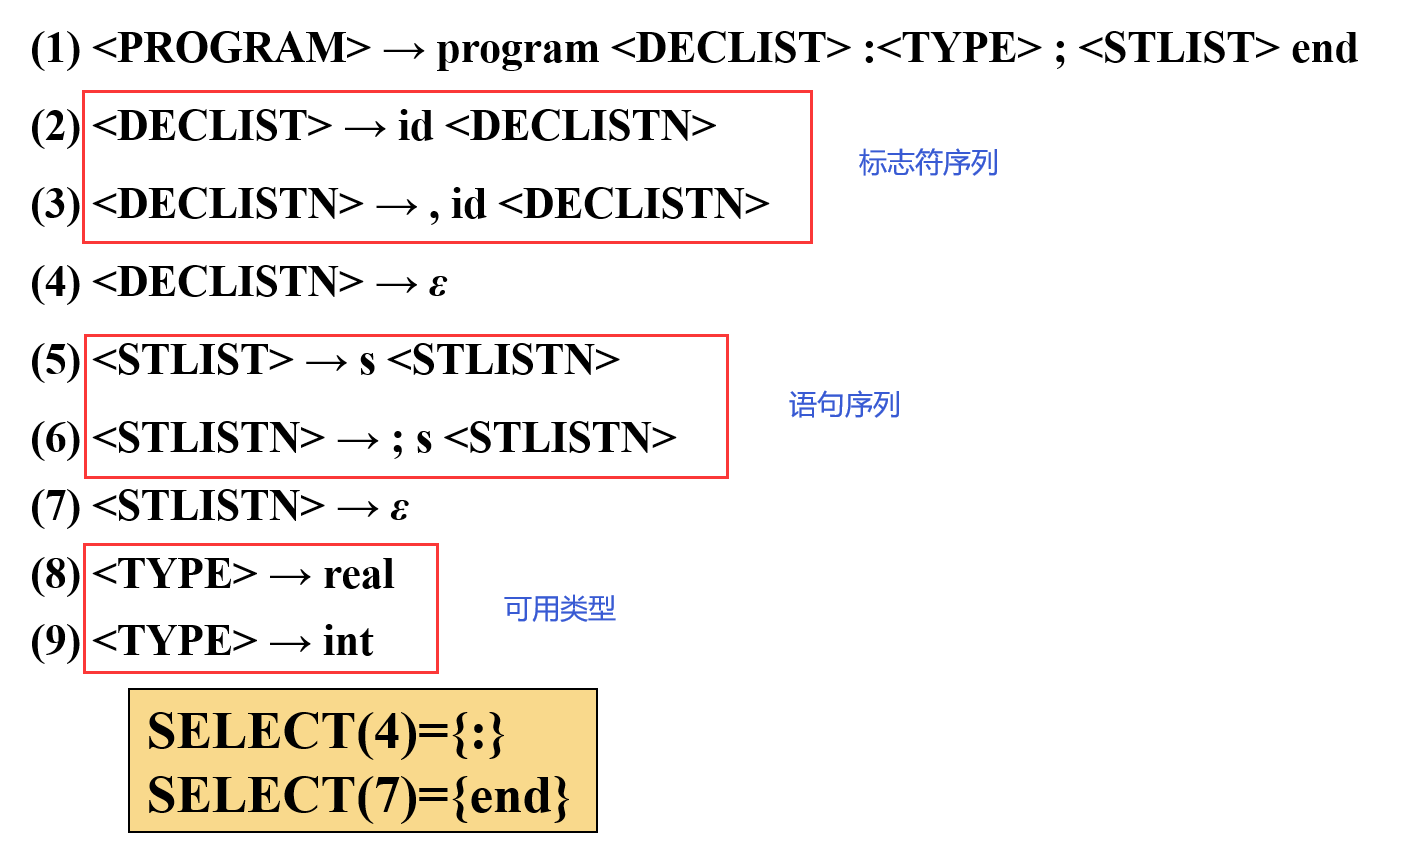 (1) <PROGRAM> → program <DECLIST> :<TYPE> ; <STLIST> end
(2) <DECLIST> → id <DECLISTN>
标志符序列
(3) <DECLISTN> → , id <DECLISTN>
(4) <DECLISTN> → ε
(5) <STLIST> → s <STLISTN>
语句序列
(6) <STLISTN> → ; s <STLISTN>
(7) <STLISTN> → ε
(8) <TYPE> → real
可用类型
(9) <TYPE> → int
SELECT(4)={:}
SELECT(7)={end}